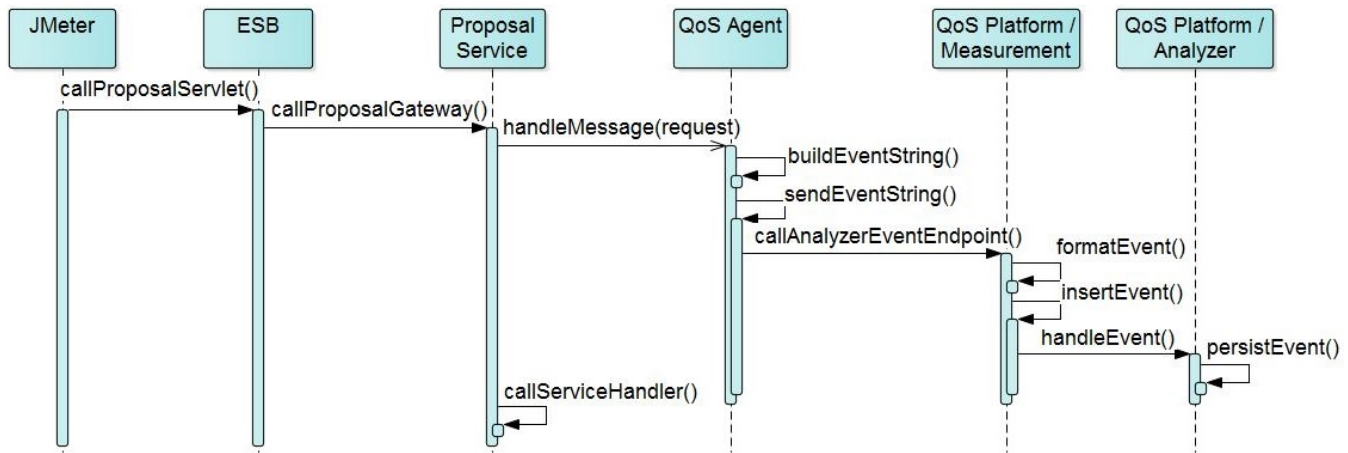 JMeter
ESB
Proposal
Service
QoS Agent
QoS Platform /
Measurement
QoS Platform /
Analyzer
callProposalServlet()
callProposalGateway()
handleMessage(request)
buildEventString()
sendEventString()
callAnalyzerEventEndpoint()
formatEvent()
insertEvent()
handleEvent()
persistEvent()
callServiceHandler()